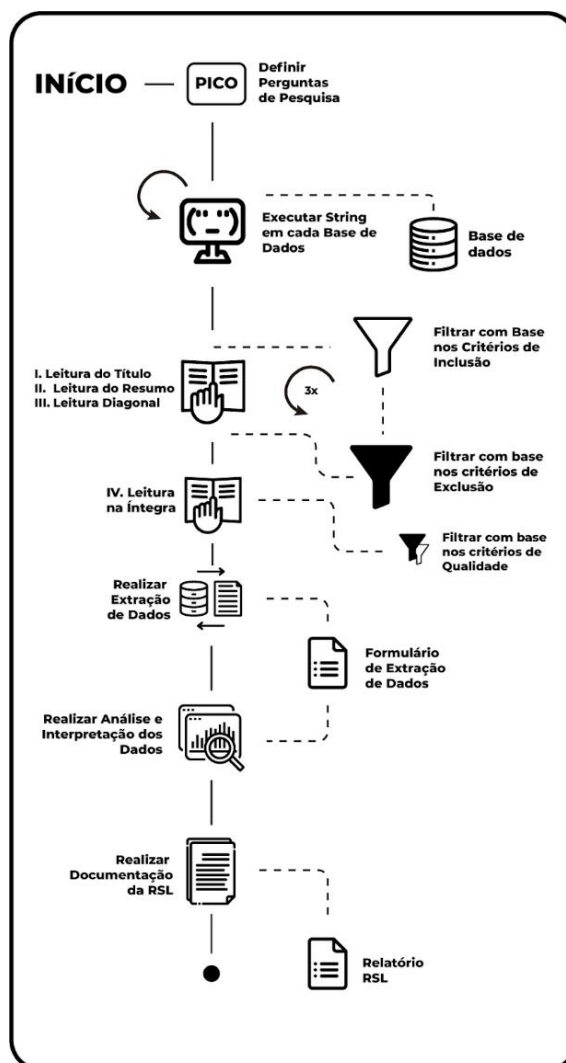 INíCIO
PICO
Definir
Perguntas
de Pesquisa
Executar String
em cada Base de
Dados
Base de
dados
Filtrar com Base
nos Critérios de
Inclusão
I. Leitura do Título
II. Leitura do Resumo
III. Leitura Diagonal
3x
Filtrar com base
nos critérios de
Exclusão
IV. Leitura
na Íntegra
Filtrar com base
nos critérios de
Qualidade
Realizar
Extração
de Dados
Formulário
de Extração
de Dados
Realizar Análise e
Interpretação dos
Dados
Realizar
Documentação
da RSL
Relatório
RSL